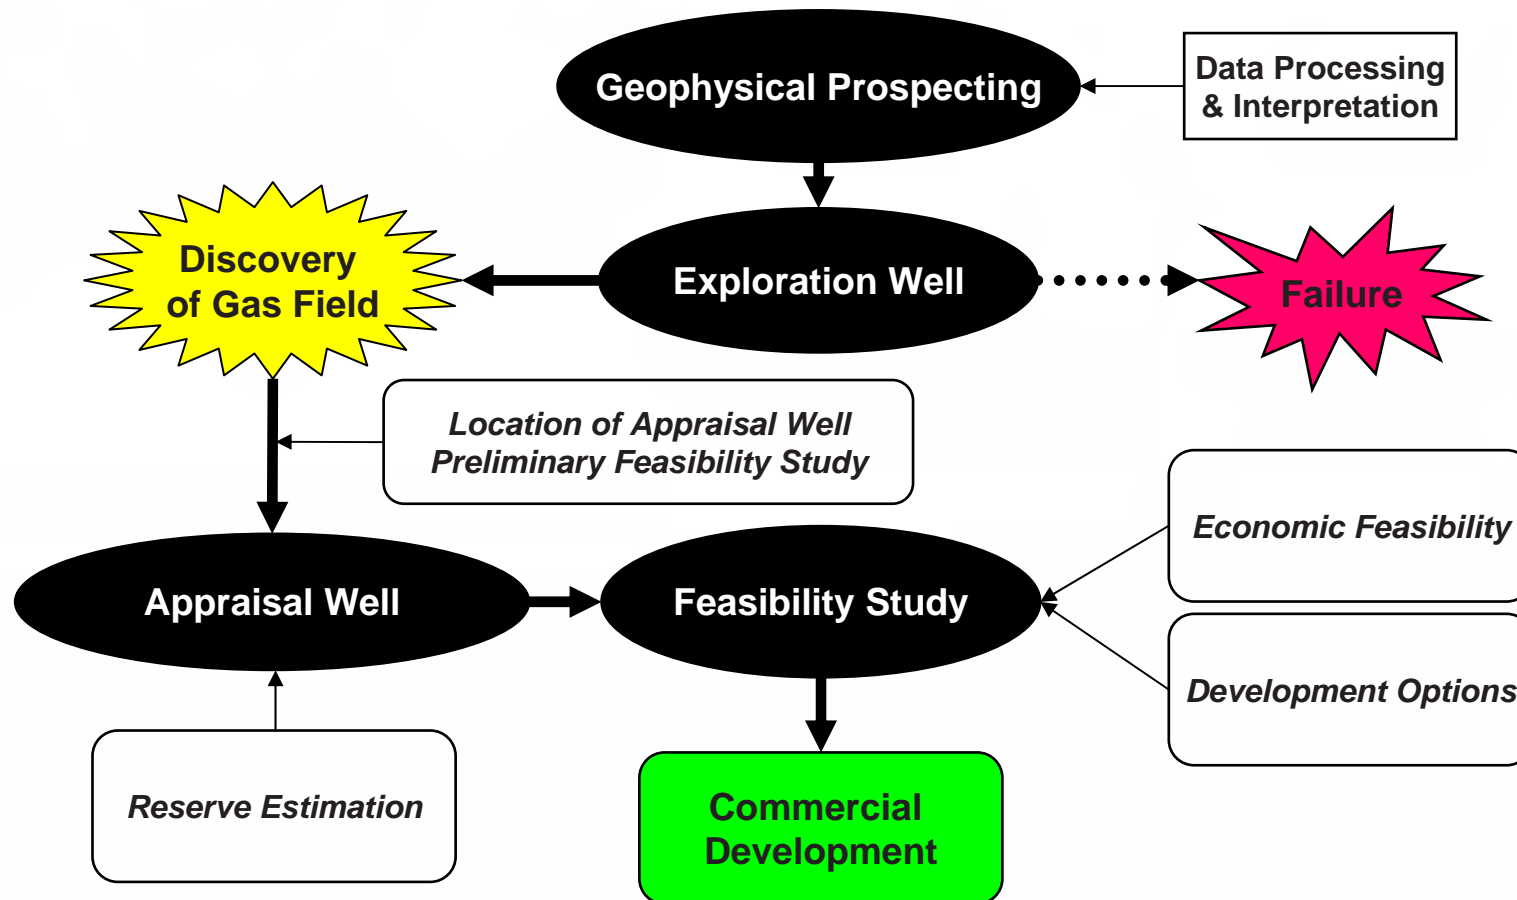 Geophysical Prospecting
Data Processing
& Interpretation
Discovery
of Gas Field
Exploration Well
Failure
Location of Appraisal Well
Preliminary Feasibility Study
Economic Feasibility
Appraisal Well
Feasibility Study
Development Options
Reserve Estimation
Commercial
Development